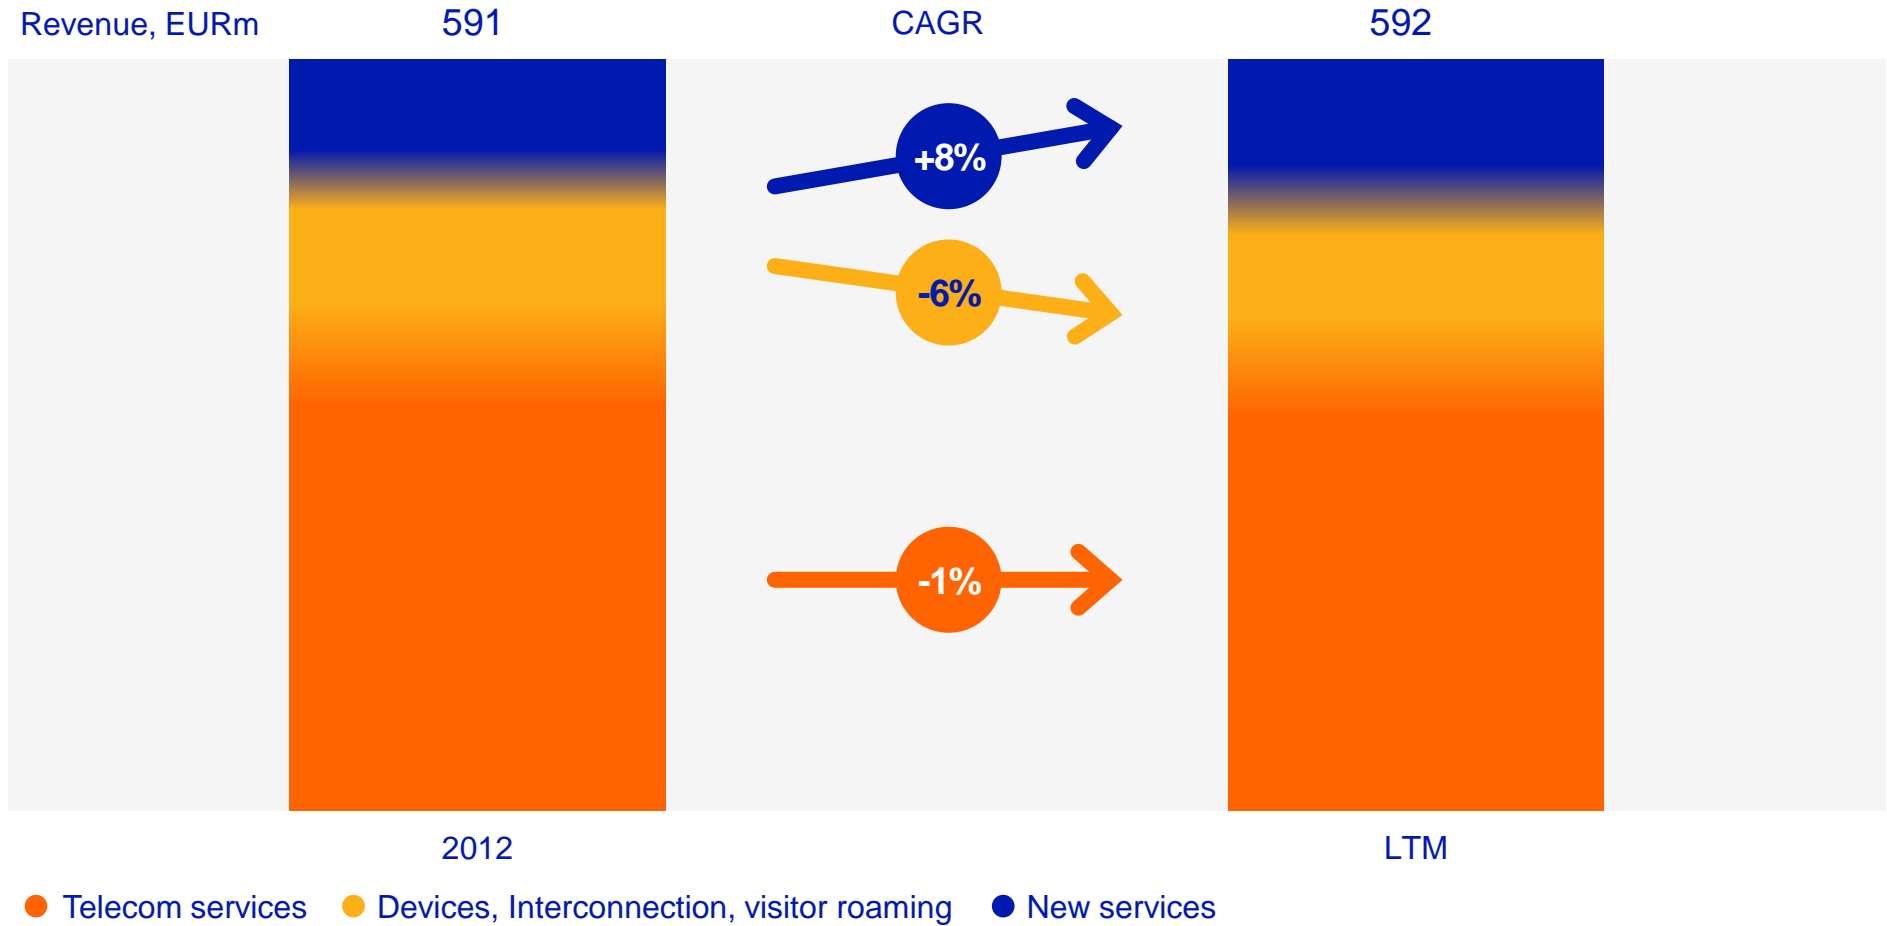 Revenue, EURm 591 CAGR 592
+8%
-6%
-1%
2012 LTM
Telecom services Devices, Interconnection, visitor roaming New services